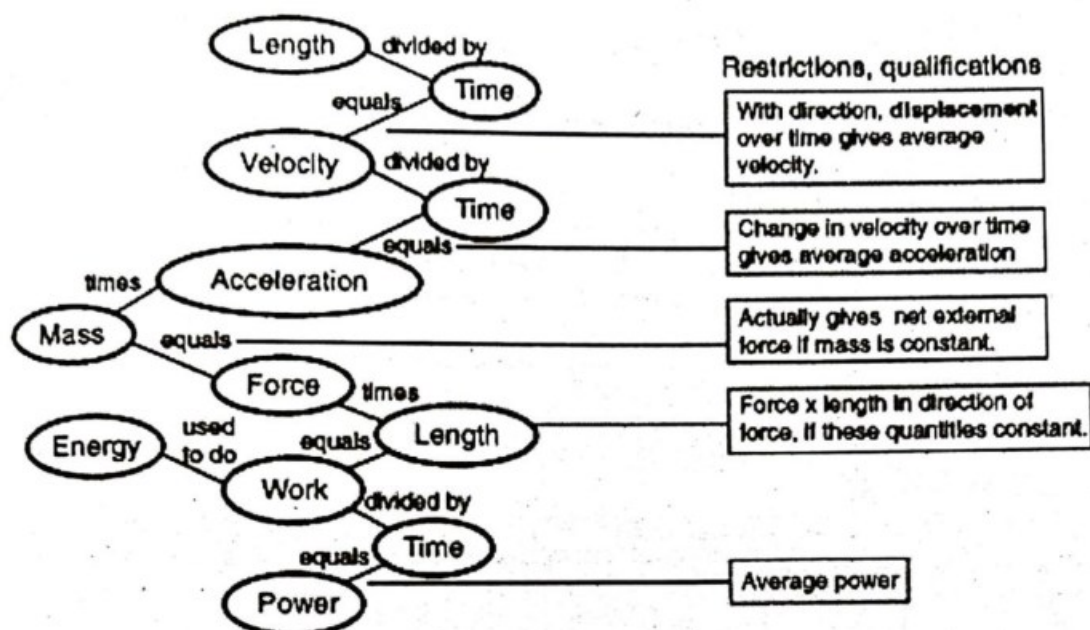 Length
divided by
Time
equals
Velocity
divided by
Time
equals
Acceleration
times
Mass
equals
Force
times
Length
equals
Energy
used
to do
Work
divided by
Time
equals
Power
Restrictions, qualifications
With direction, displacement
over time gives average
velocity.
Change in velocity over time
gives average acceleration
Actually gives net external
force if mass is constant.
Force x length in direction of
force, if these quantities constant.
Average power